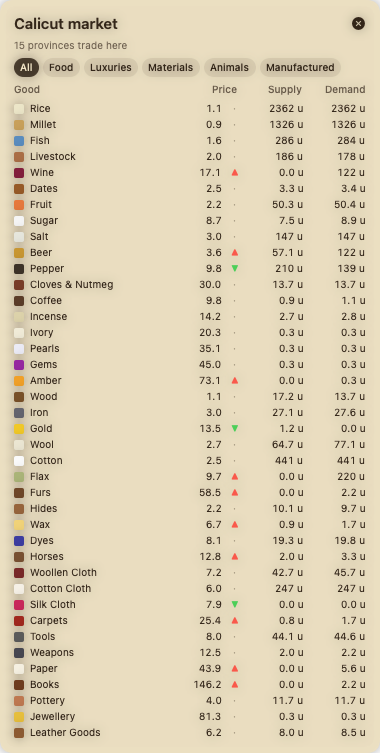 Calicut market
15 provinces trade here
All Food Luxuries Materials Animals Manufactured
Good Price Supply Demand
Rice 1.1 · 2362 u 2362 u
Millet 0.9 · 1326 u 1326 u
Fish 1.6 · 286 u 284 u
Livestock 2.0 · 186 u 178 u
Wine 17.1 ▲ 0.0 u 122 u
Dates 2.5 · 3.3 u 3.4 u
Fruit 2.2 · 50.3 u 50.4 u
Sugar 8.7 · 7.5 u 8.9 u
Salt 3.0 · 147 u 147 u
Beer 3.6 ▲ 57.1 u 122 u
Pepper 9.8 ▼ 210 u 139 u
Cloves & Nutmeg 30.0 · 13.7 u 13.7 u
Coffee 9.8 · 0.9 u 1.1 u
Incense 14.2 · 2.7 u 2.8 u
Ivory 20.3 · 0.3 u 0.3 u
Pearls 35.1 · 0.3 u 0.3 u
Gems 45.0 · 0.3 u 0.3 u
Amber 73.1 ▲ 0.0 u 0.3 u
Wood 1.1 · 17.2 u 13.7 u
Iron 3.0 · 27.1 u 27.6 u
Gold 13.5 ▼ 1.2 u 0.0 u
Wool 2.7 · 64.7 u 77.1 u
Cotton 2.5 · 441 u 441 u
Flax 9.7 ▲ 0.0 u 220 u
Furs 58.5 ▲ 0.0 u 2.2 u
Hides 2.2 · 10.1 u 9.7 u
Wax 6.7 ▲ 0.9 u 1.7 u
Dyes 8.1 · 19.3 u 19.8 u
Horses 12.8 ▲ 2.0 u 3.3 u
Woollen Cloth 7.2 · 42.7 u 45.7 u
Cotton Cloth 6.0 · 247 u 247 u
Silk Cloth 7.9 ▼ 0.0 u 0.0 u
Carpets 25.4 ▲ 0.8 u 1.7 u
Tools 8.0 · 44.1 u 44.6 u
Weapons 12.5 · 2.0 u 2.2 u
Paper 43.9 ▲ 0.0 u 5.6 u
Books 146.2 ▲ 0.0 u 2.2 u
Pottery 4.0 · 11.7 u 11.7 u
Jewellery 81.3 · 0.3 u 0.3 u
Leather Goods 6.2 · 8.0 u 8.5 u